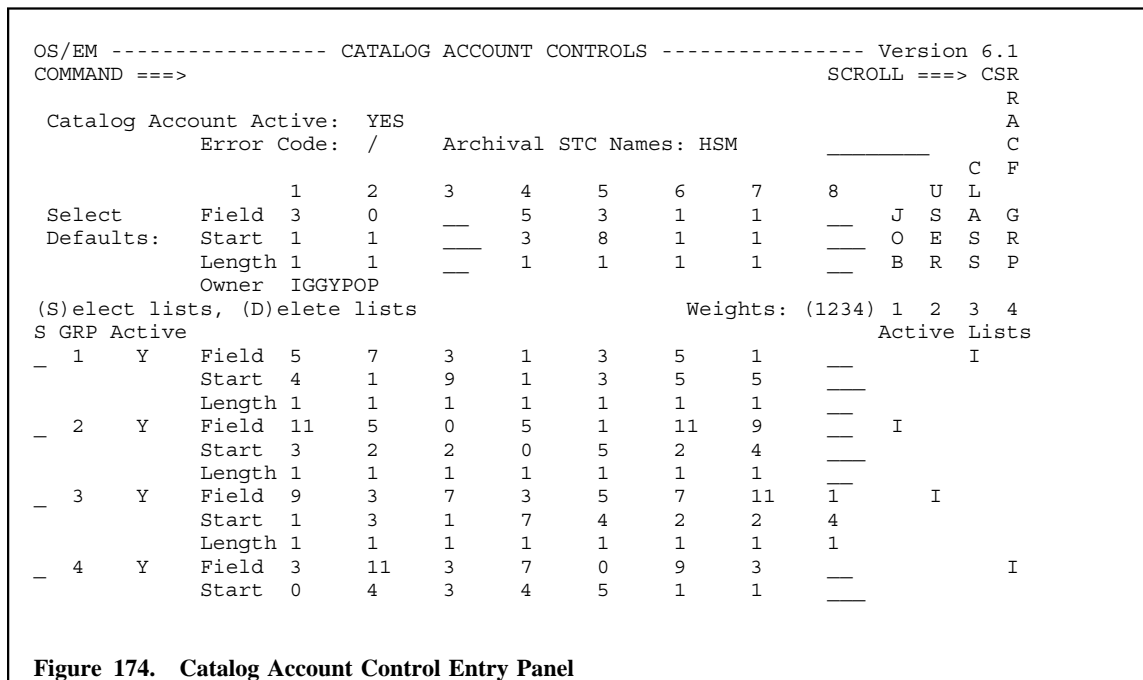 OS/EM ----------------- CATALOG ACCOUNT CONTROLS ---------------- Version 6.1
COMMAND ===>                                                 SCROLL ===> CSR
                                                                           R
 Catalog Account Active:  YES                                              A
             Error Code:  /     Archival STC Names: HSM       ________     C
                                                                        C  F
                    1     2     3     4     5     6     7     8      U  L
 Select      Field  3     0     __    5     3     1     1     __  J  S  A  G
 Defaults:   Start  1     1     ___   3     8     1     1     ___ O  E  S  R
             Length 1     1     __    1     1     1     1     __  B  R  S  P
             Owner  IGGYPOP
(S)elect lists, (D)elete lists                     Weights: (1234) 1  2  3  4
S GRP Active                                                      Active Lists
_  1    Y    Field  5     7     3     1     3     5     1     __        I
             Start  4     1     9     1     3     5     5     ___
             Length 1     1     1     1     1     1     1     __
_  2    Y    Field  11    5     0     5     1     11    9     __  I
             Start  3     2     2     0     5     2     4     ___
             Length 1     1     1     1     1     1     1     __
_  3    Y    Field  9     3     7     3     5     7     11    1      I
             Start  1     3     1     7     4     2     2     4
             Length 1     1     1     1     1     1     1     1
_  4    Y    Field  3     11    3     7     0     9     3     __           I
             Start  0     4     3     4     5     1     1     ___
Figure 174. Catalog Account Control Entry Panel